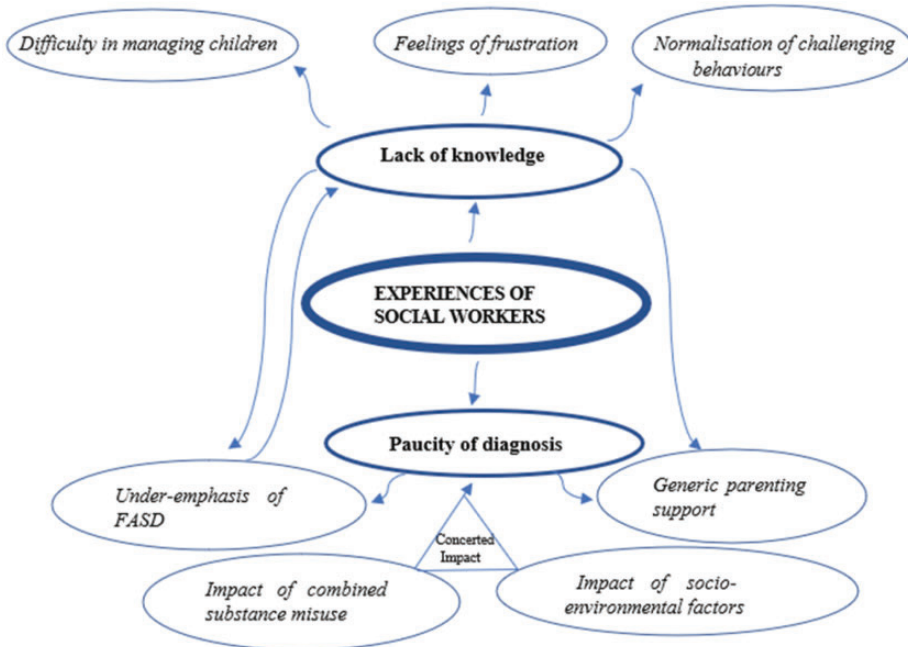 Difficulty in managing children
Feelings of frustration
Normalisation of challenging
behaviours
Lack of knowledge
EXPERIENCES OF
SOCIAL WORKERS
Paucity of diagnosis
Under-emphasis of
FASD
Generic parenting
support
Concerted
Impact
Impact of combined
substance misuse
Impact of socio-
environmental factors